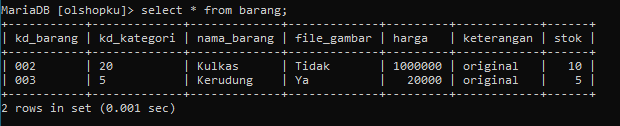 MariaDB [olshopku]> select * from barang;
+-----------+-------------+-------------+-------------+---------+------------+------+
| kd_barang | kd_kategori | nama_barang | file_gambar | harga   | keterangan | stok |
+-----------+-------------+-------------+-------------+---------+------------+------+
| 002       | 20          | Kulkas      | Tidak       | 1000000 | original   |   10 |
| 003       | 5           | Kerudung    | Ya          |   20000 | original   |    5 |
+-----------+-------------+-------------+-------------+---------+------------+------+
2 rows in set (0.001 sec)